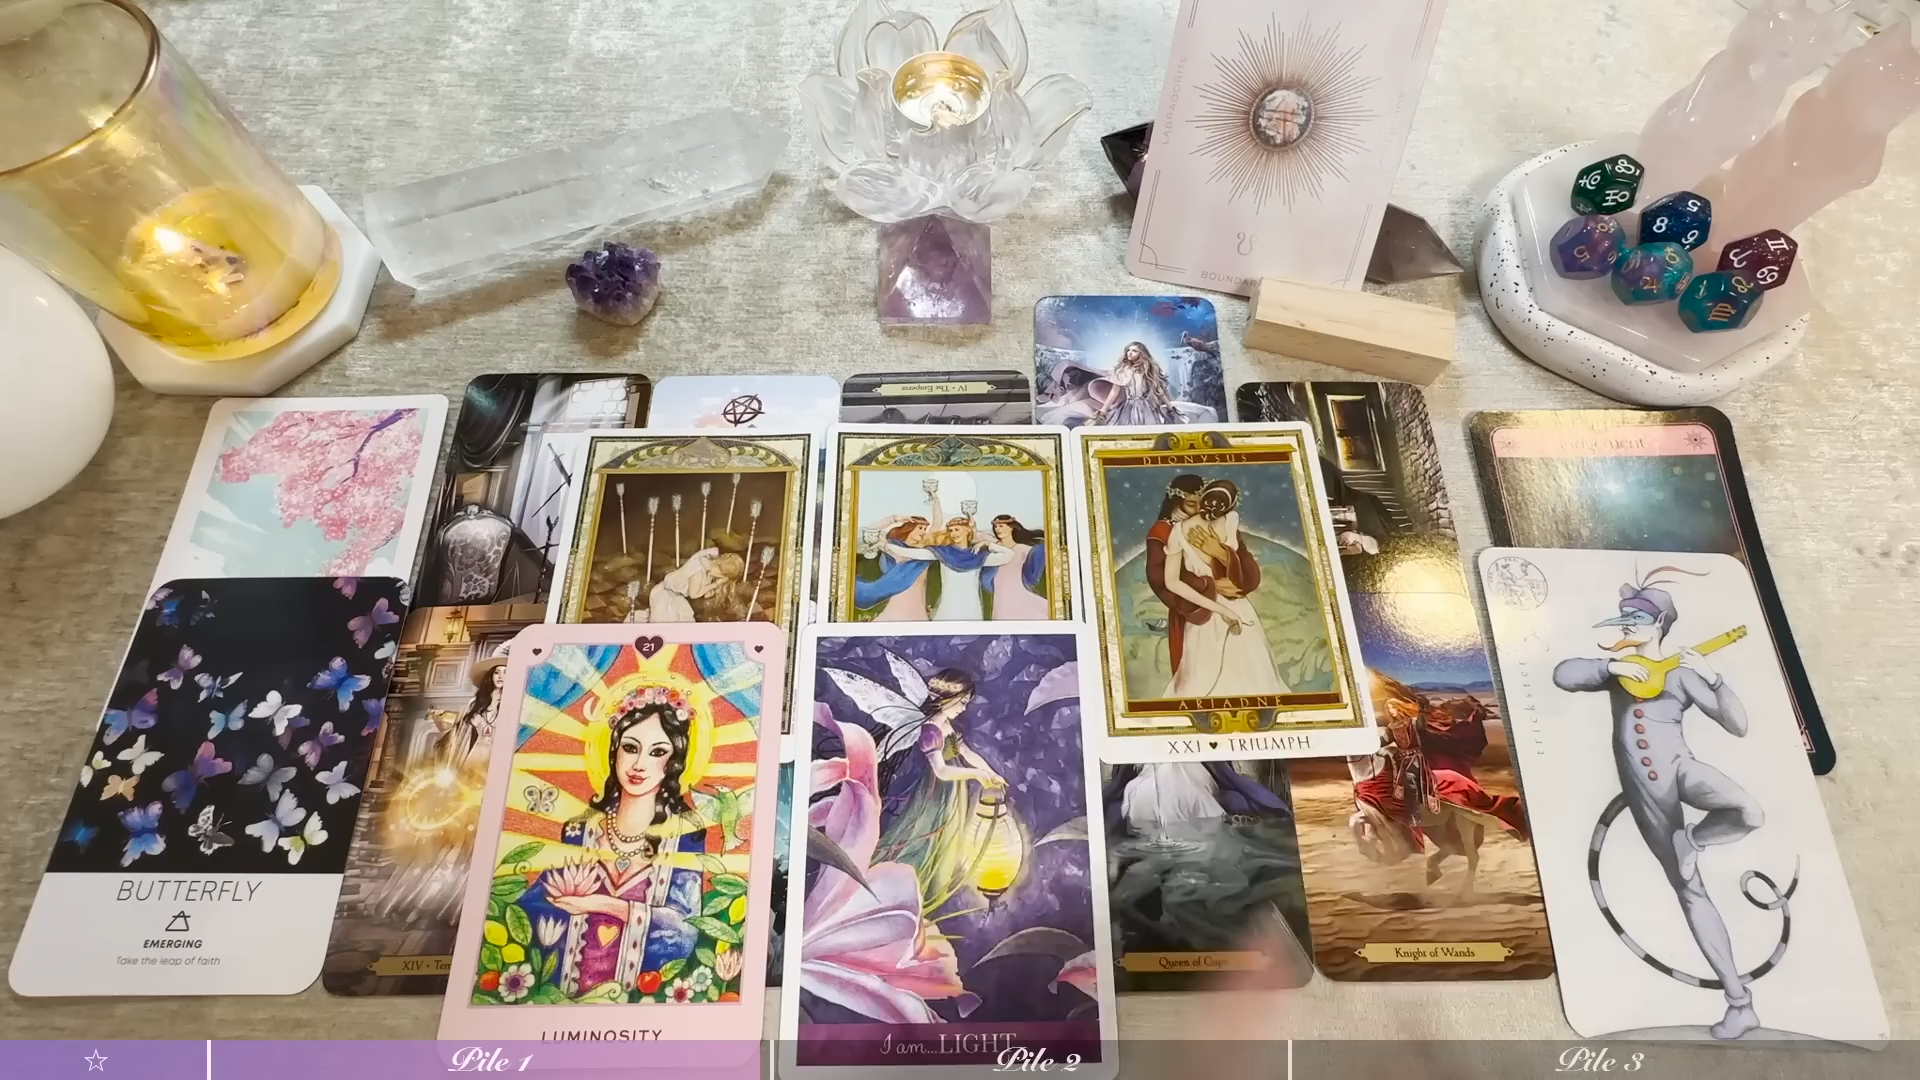 LABRADORITE
IV • The Emperor
DIONYSUS
ARIADNE
XXI ♥ TRIUMPH
21
BUTTERFLY
EMERGING
Take the leap of faith
Queen of Cups
Knight of Wands
LUMINOSITY
I am...LIGHT
Pile 1
Pile 2
Pile 3